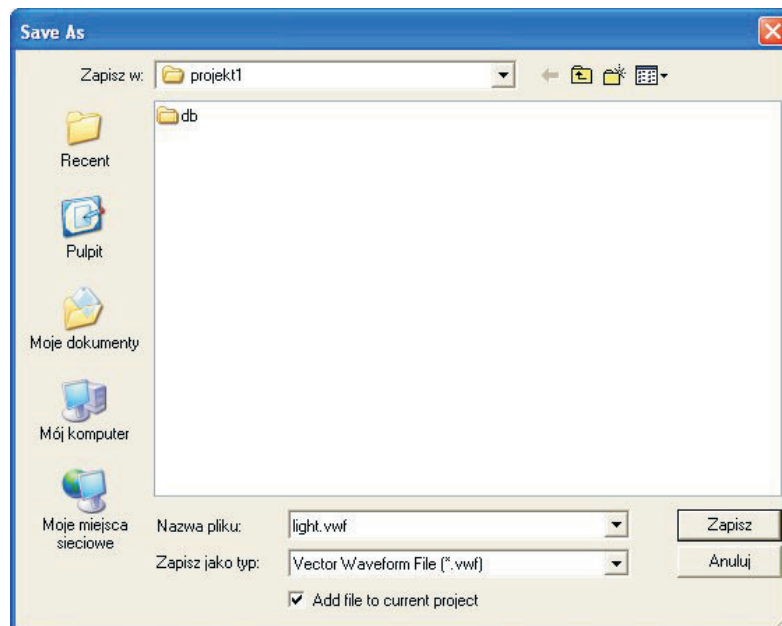 Save As
Zapisz w:
projekt1
db
Recent
Pulpit
Moje dokumenty
Mój komputer
Moje miejsca
sieciowe
Nazwa pliku:
light.vwf
Zapisz
Zapisz jako typ:
Vector Waveform File (*.vwf)
Anuluj
Add file to current project